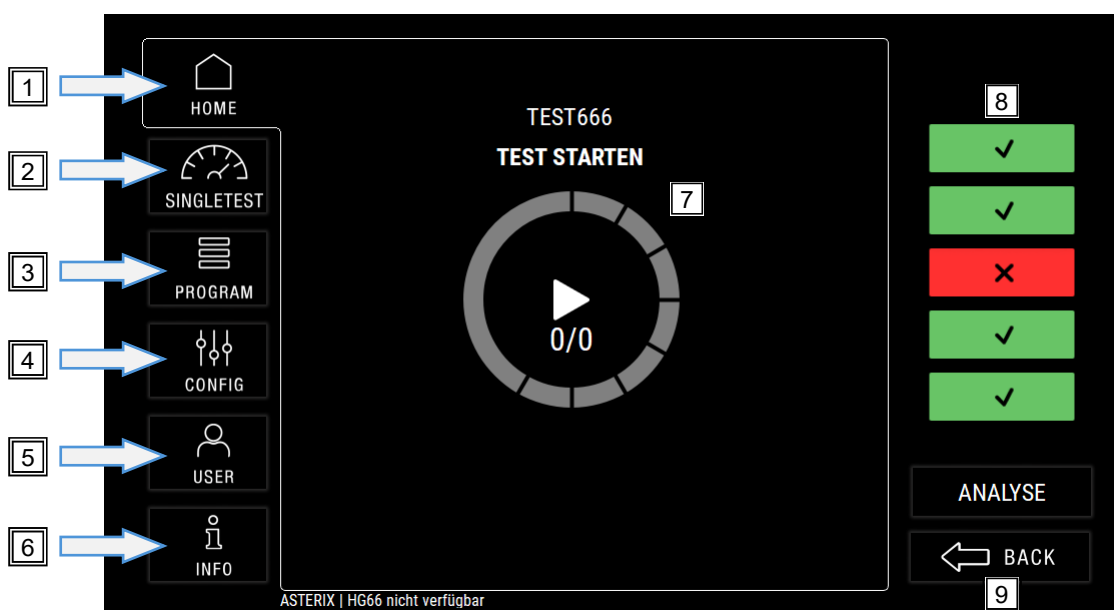 1
HOME
2
SINGLETEST
3
PROGRAM
4
CONFIG
5
USER
6
INFO
TEST666
TEST STARTEN
7
0/0
8
ANALYSE
BACK
9
ASTERIX | HG66 nicht verfügbar